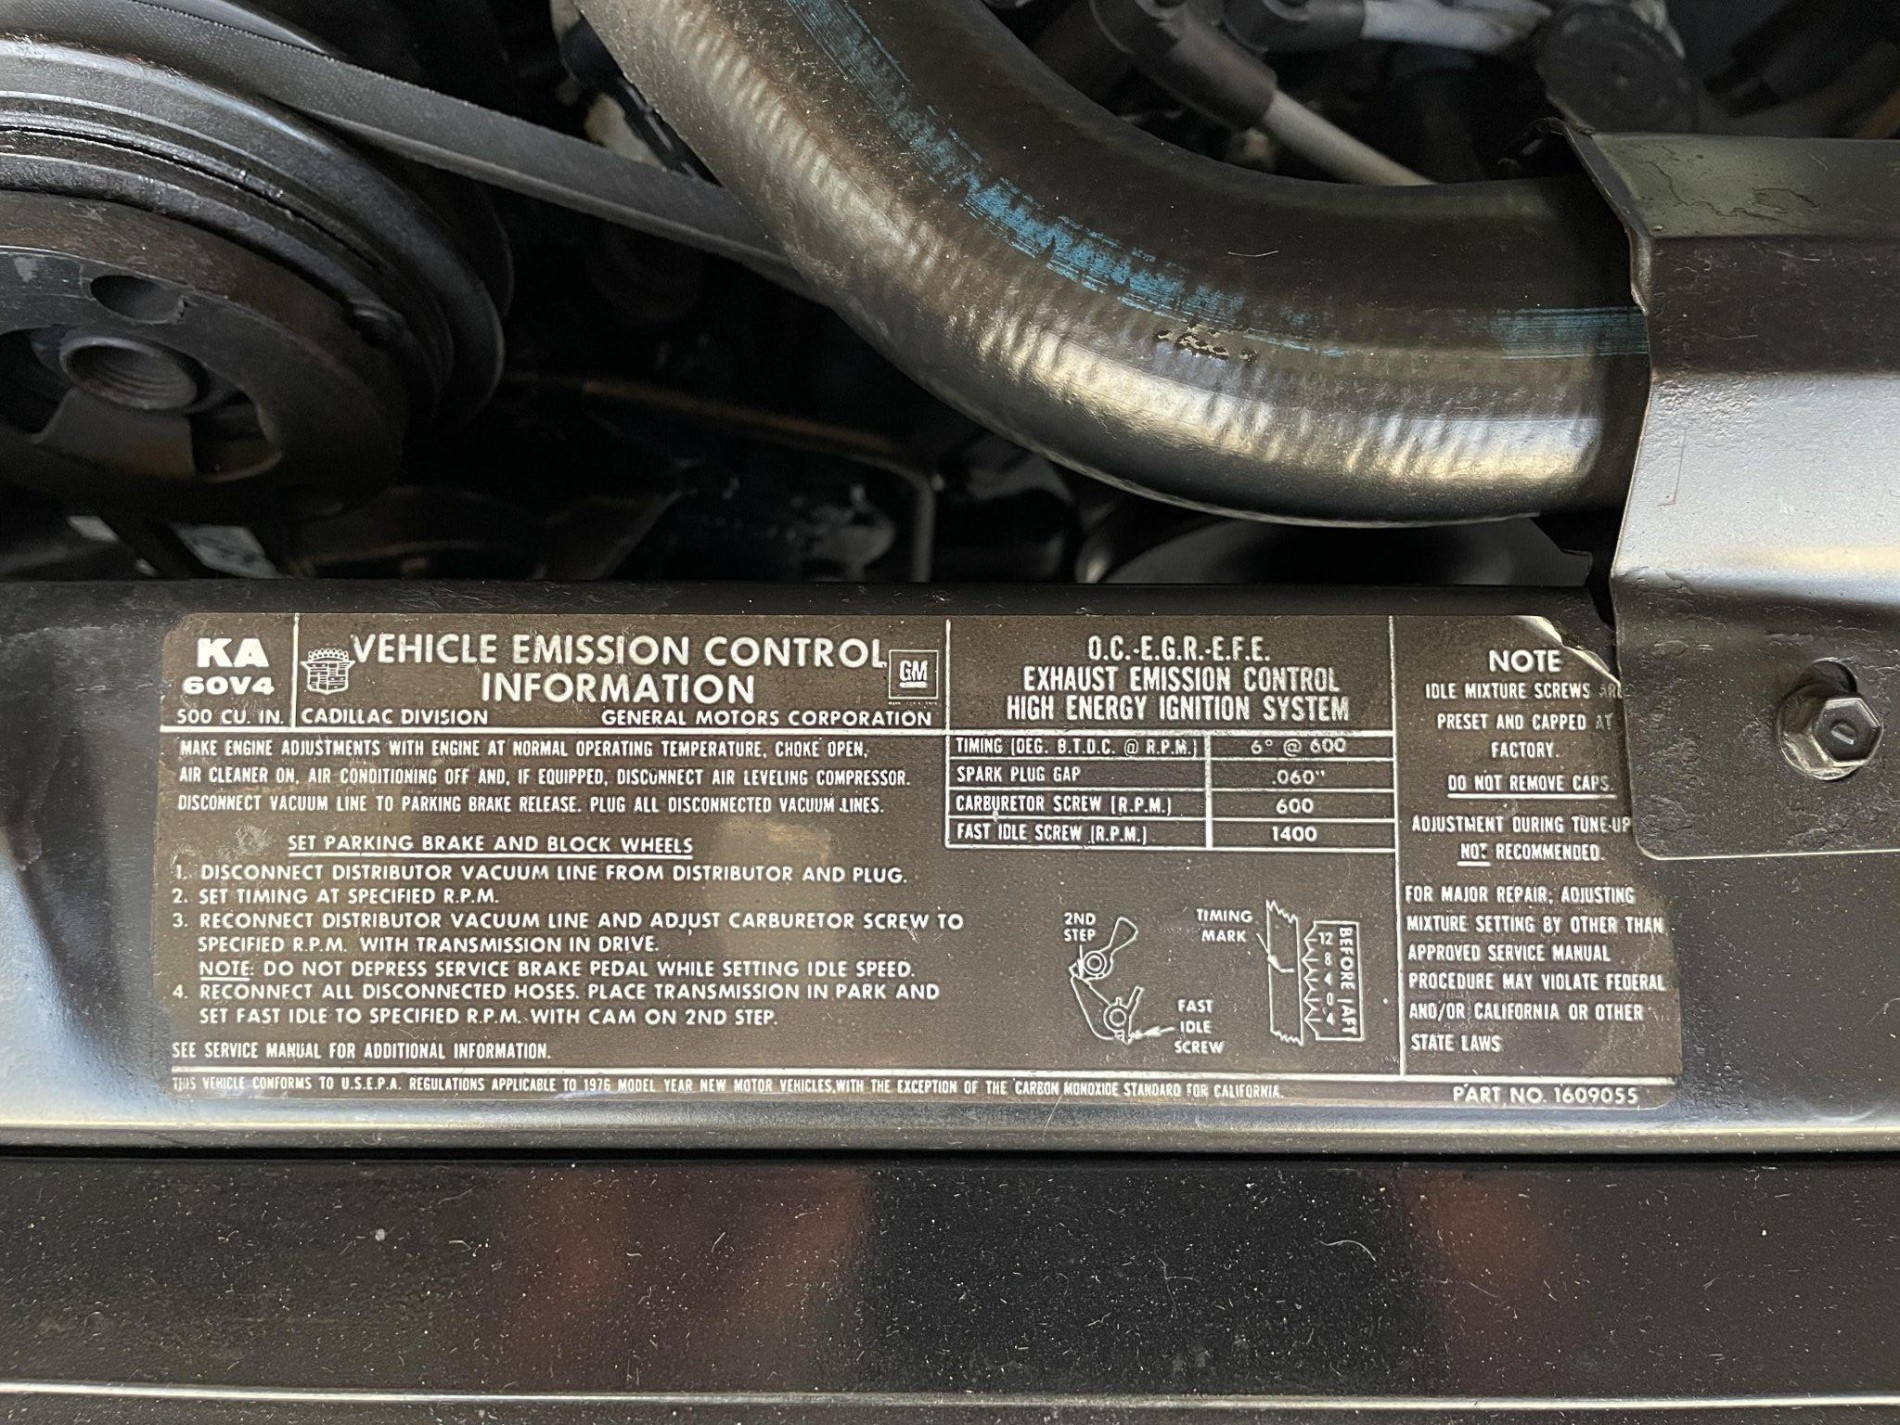 KA
60V4
500 CU. IN.
VEHICLE EMISSION CONTROL
INFORMATION
GM
CADILLAC DIVISION GENERAL MOTORS CORPORATION
MAKE ENGINE ADJUSTMENTS WITH ENGINE AT NORMAL OPERATING TEMPERATURE, CHOKE OPEN,
AIR CLEANER ON, AIR CONDITIONING OFF AND, IF EQUIPPED, DISCONNECT AIR LEVELING COMPRESSOR.
DISCONNECT VACUUM LINE TO PARKING BRAKE RELEASE. PLUG ALL DISCONNECTED VACUUM LINES.
SET PARKING BRAKE AND BLOCK WHEELS
1. DISCONNECT DISTRIBUTOR VACUUM LINE FROM DISTRIBUTOR AND PLUG.
2. SET TIMING AT SPECIFIED R.P.M.
3. RECONNECT DISTRIBUTOR VACUUM LINE AND ADJUST CARBURETOR SCREW TO
SPECIFIED R.P.M. WITH TRANSMISSION IN DRIVE.
NOTE: DO NOT DEPRESS SERVICE BRAKE PEDAL WHILE SETTING IDLE SPEED.
4. RECONNECT ALL DISCONNECTED HOSES. PLACE TRANSMISSION IN PARK AND
SET FAST IDLE TO SPECIFIED R.P.M. WITH CAM ON 2ND STEP.
SEE SERVICE MANUAL FOR ADDITIONAL INFORMATION.
O.C.-E.G.R.-E.F.E.
EXHAUST EMISSION CONTROL
HIGH ENERGY IGNITION SYSTEM
TIMING (DEG. B.T.D.C. @ R.P.M.) 6° @ 600
SPARK PLUG GAP .060"
CARBURETOR SCREW (R.P.M.) 600
FAST IDLE SCREW (R.P.M.) 1400
2ND
STEP
FAST
IDLE
SCREW
TIMING
MARK
12
8
4
0
4
BEFORE AFT
NOTE
IDLE MIXTURE SCREWS
PRESET AND CAPPED AT
FACTORY.
DO NOT REMOVE CAPS.
ADJUSTMENT DURING TUNE-UP
NOT RECOMMENDED.
FOR MAJOR REPAIR; ADJUSTING
MIXTURE SETTING BY OTHER THAN
APPROVED SERVICE MANUAL
PROCEDURE MAY VIOLATE FEDERAL
AND/OR CALIFORNIA OR OTHER
STATE LAWS
THIS VEHICLE CONFORMS TO U.S.E.P.A. REGULATIONS APPLICABLE TO 1976 MODEL YEAR NEW MOTOR VEHICLES, WITH THE EXCEPTION OF THE CARBON MONOXIDE STANDARD FOR CALIFORNIA.
PART NO. 1609055